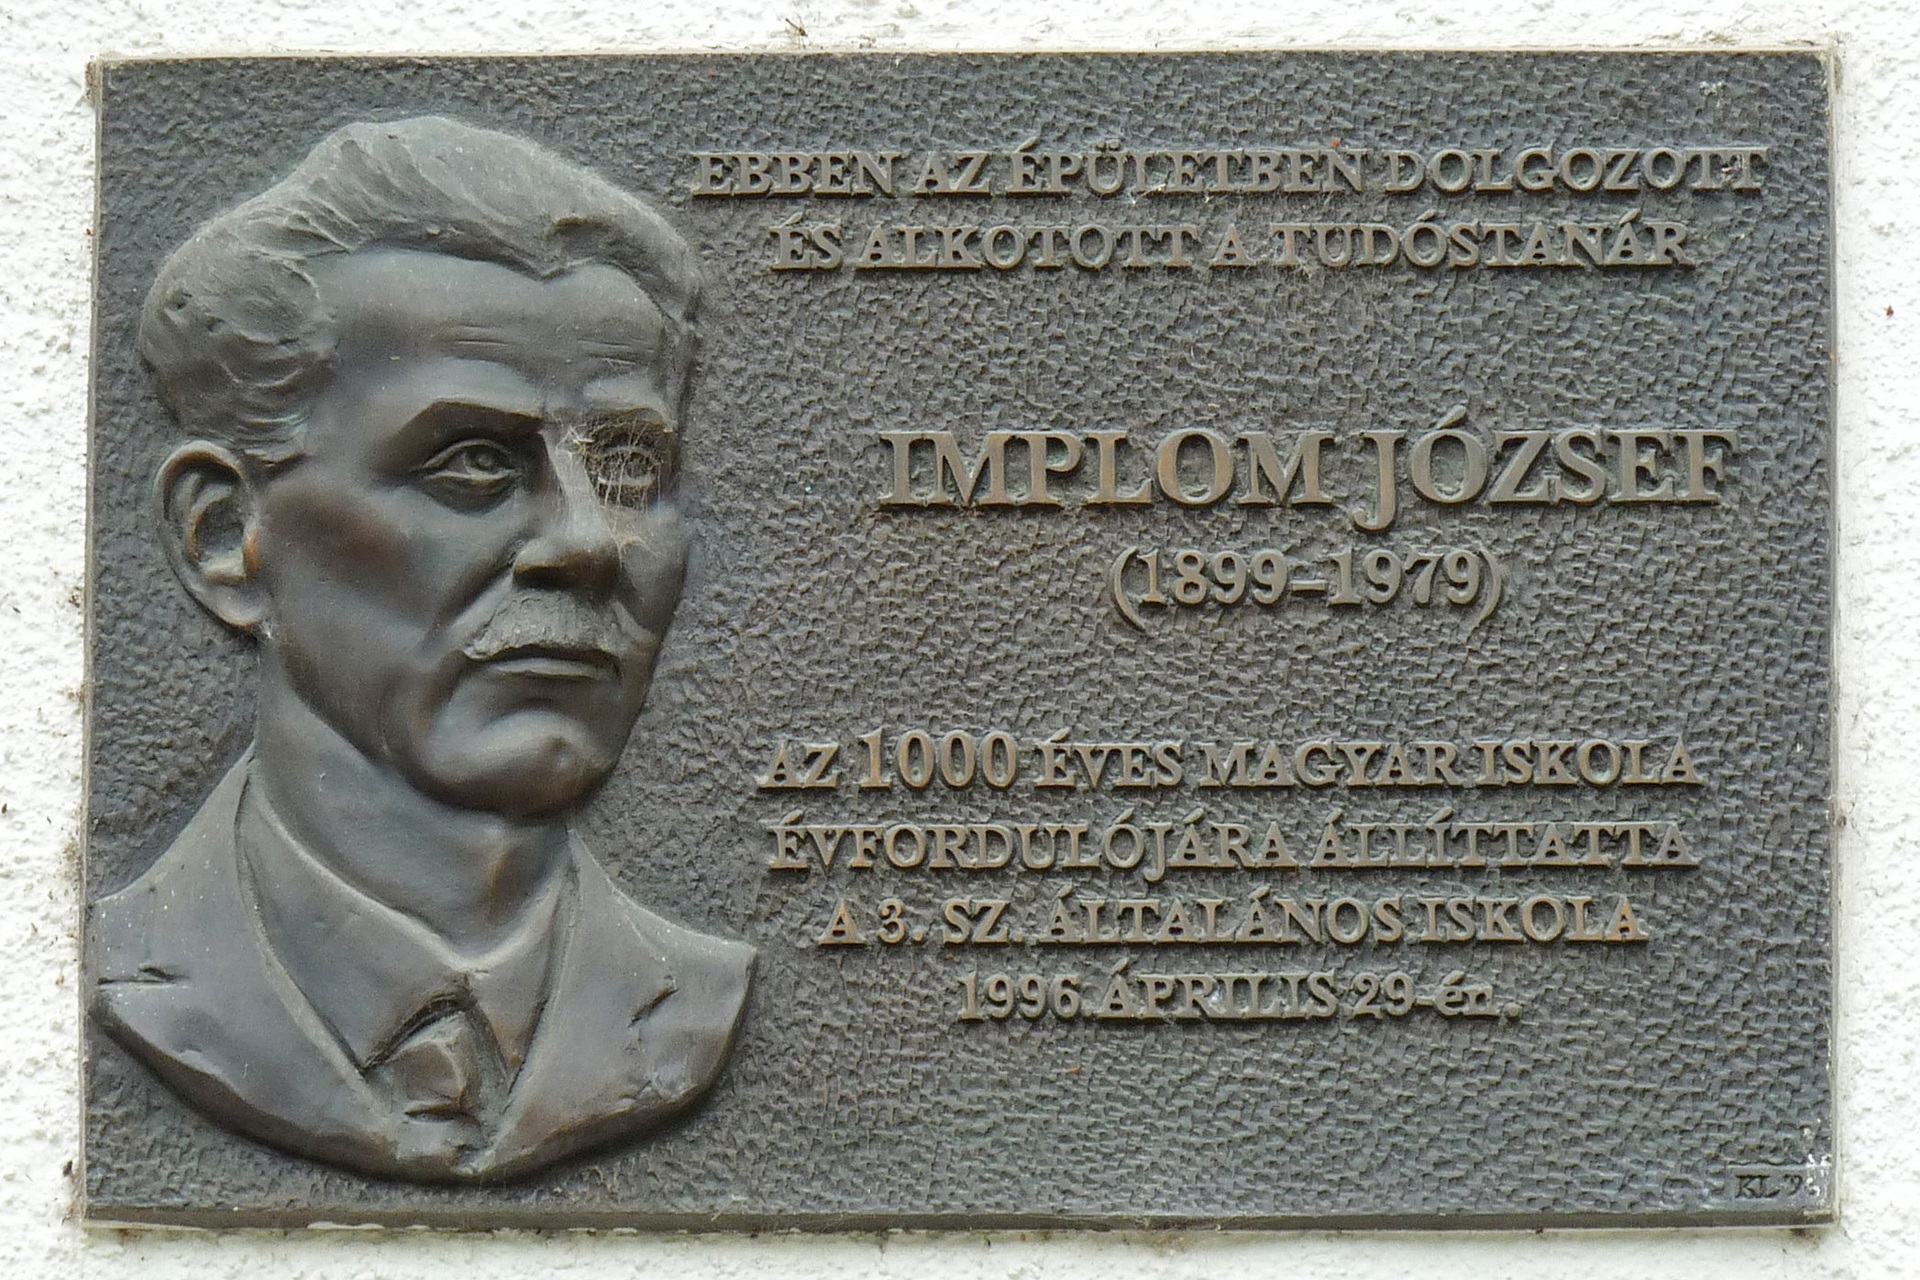 EBBEN AZ ÉPÜLETBEN DOLGOZOTT
ÉS ALKOTOTT A TUDÓSTANÁR
IMPLOM JÓZSEF
(1899–1979)
AZ 1000 ÉVES MAGYAR ISKOLA
ÉVFORDULÓJÁRA ÁLLÍTTATTA
A 3. SZ. ÁLTALÁNOS ISKOLA
1996. ÁPRILIS 29-én.